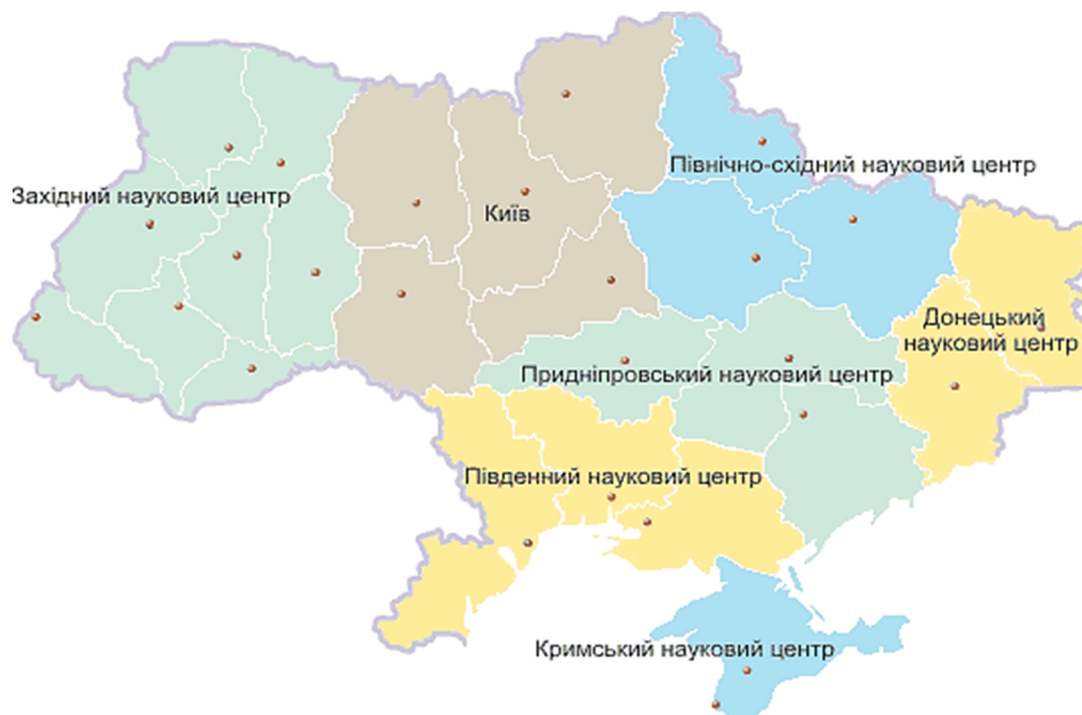 Північно-східний науковий центр
Західний науковий центр
Київ
Донецький
науковий центр
Придніпровський науковий центр
Південний науковий центр
Кримський науковий центр